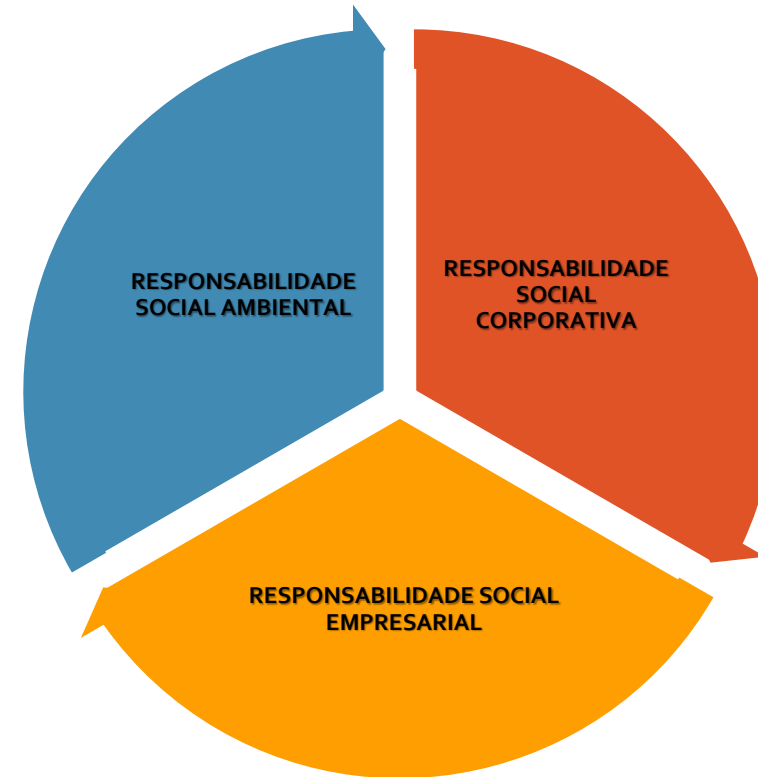 RESPONSABILIDADE
SOCIAL AMBIENTAL
RESPONSABILIDADE
SOCIAL
CORPORATIVA
RESPONSABILIDADE SOCIAL
EMPRESARIAL